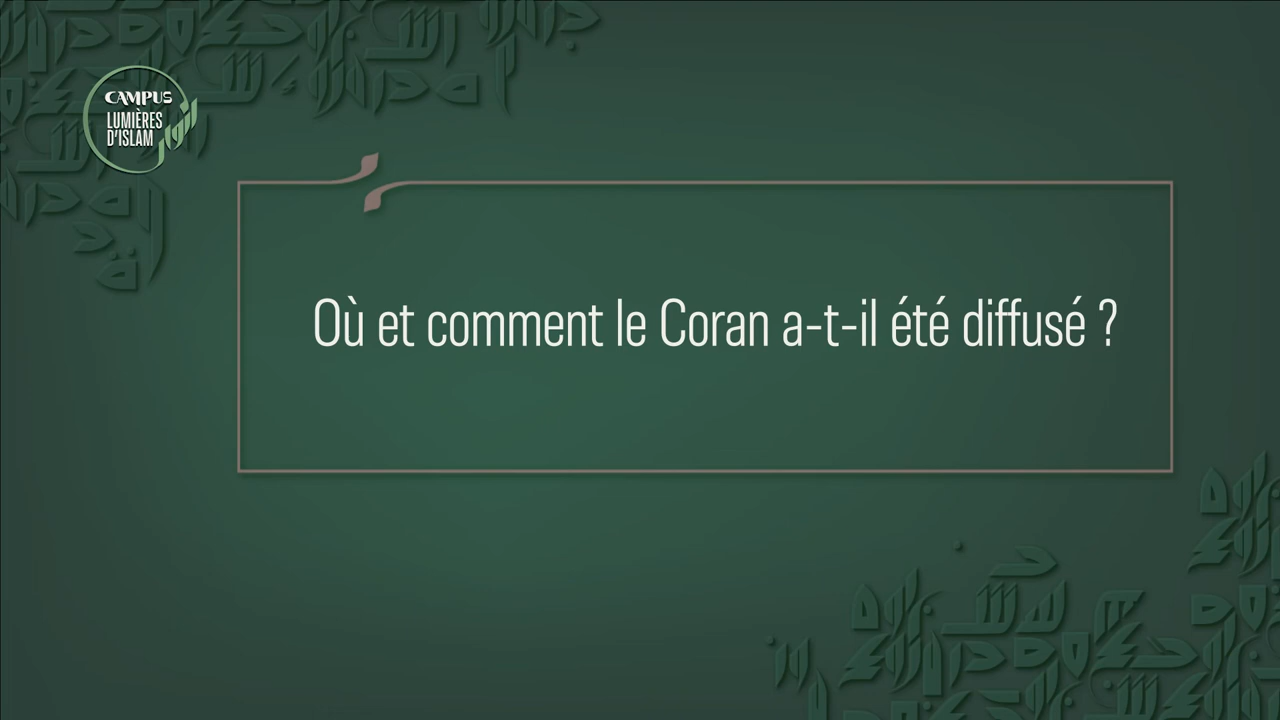 CAMPUS
LUMIÈRES
D'ISLAM
Où et comment le Coran a-t-il été diffusé ?